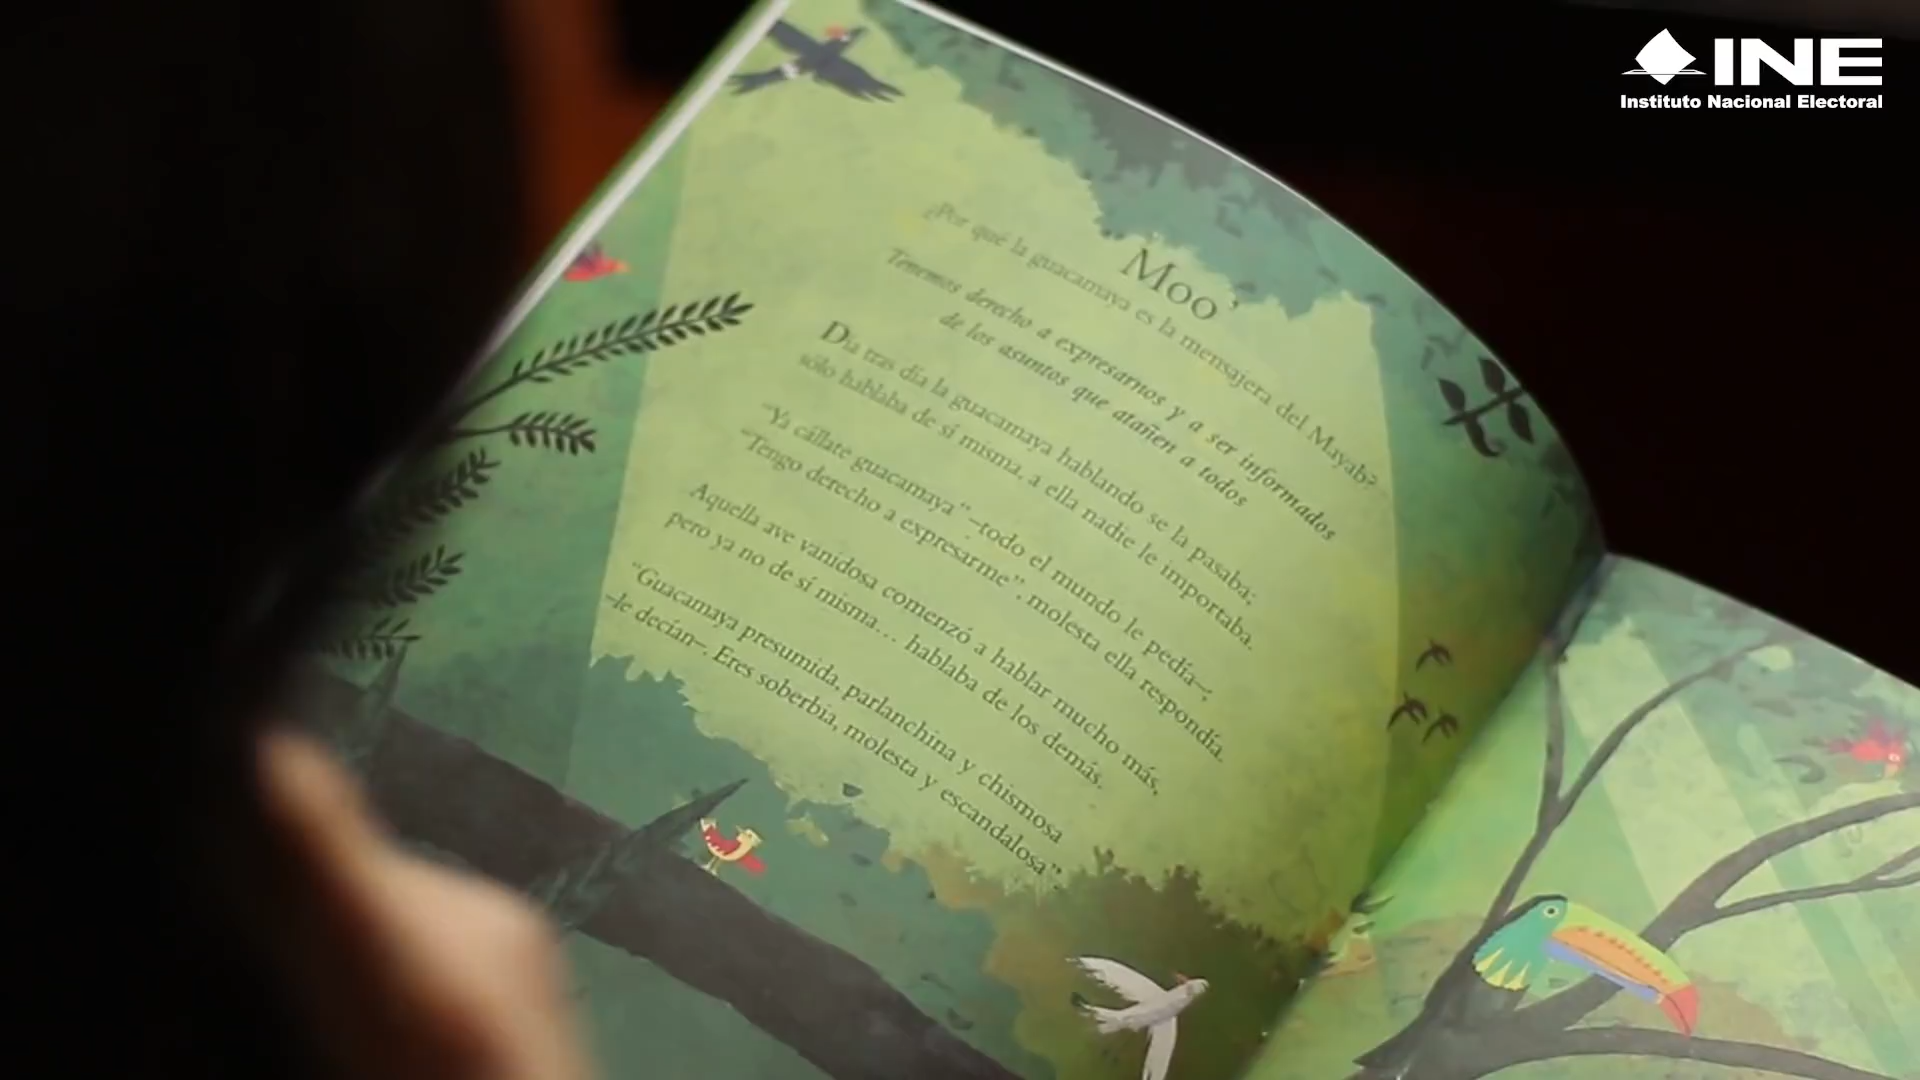 INE
Instituto Nacional Electoral
Moo'
¿Por qué la guacamaya es la mensajera del Mayab?
Tenemos derecho a expresarnos y a ser informados
de los asuntos que atañen a todos
Día tras día la guacamaya hablando se la pasaba;
sólo hablaba de sí misma, a ella nadie le importaba.
“Ya cállate guacamaya” –todo el mundo le pedía–;
“Tengo derecho a expresarme”, molesta ella respondía.
Aquella ave vanidosa comenzó a hablar mucho más,
pero ya no de sí misma… hablaba de los demás.
“Guacamaya presumida, parlanchina y chismosa
–le decían–. Eres soberbia, molesta y escandalosa”.